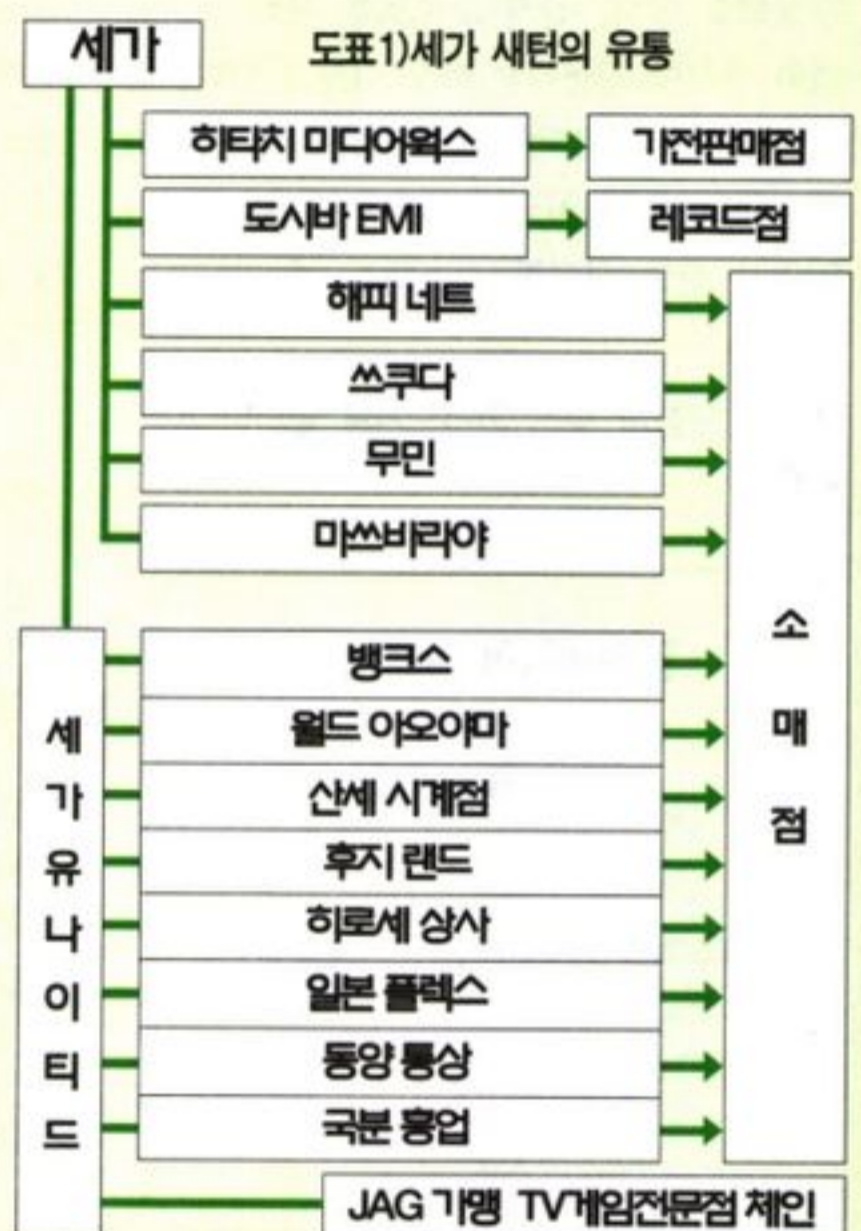 세가
도표1)세가 새턴의 유통
히타치 미디어웍스
가전판매점
도시바 EMI
레코드점
해피 네트
쓰쿠다
무민
마쓰바라야
소매점
세가유나이티드
뱅크스
월드 아오야마
산세 시계점
후지 랜드
히로세 상사
일본 플렉스
동양 통상
국분 흥업
JAG 가맹 TV게임전문점 체인